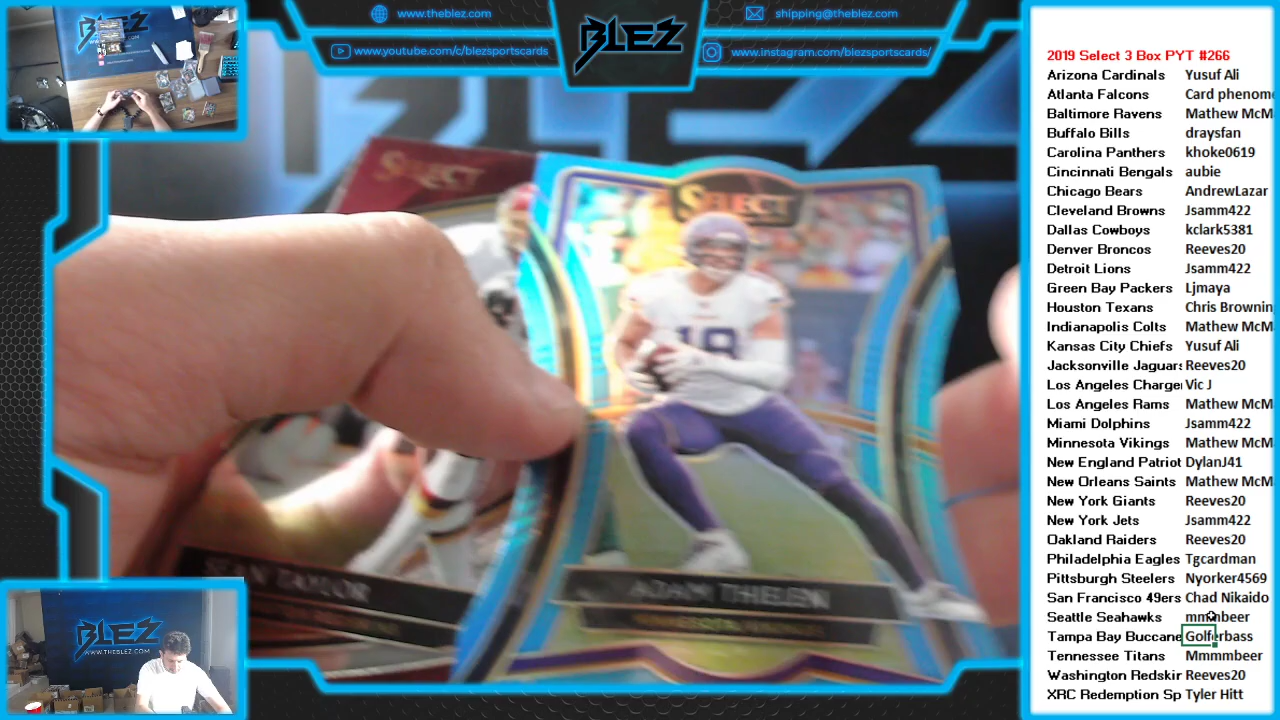 www.theblez.com
BLEZ
shipping@theblez.com
www.youtube.com/c/blezsportscards
www.instagram.com/blezsportscards/
SELECT
SELECT
18
SEAN TAYLOR
ADAM THIELEN
BLEZ
WWW.THEBLEZ.COM
2019 Select 3 Box PYT #266
Arizona Cardinals Yusuf Ali
Atlanta Falcons Card phenom
Baltimore Ravens Mathew McM
Buffalo Bills draysfan
Carolina Panthers khoke0619
Cincinnati Bengals aubie
Chicago Bears AndrewLazar
Cleveland Browns Jsamm422
Dallas Cowboys kclark5381
Denver Broncos Reeves20
Detroit Lions Jsamm422
Green Bay Packers Ljmaya
Houston Texans Chris Brownin
Indianapolis Colts Mathew McM
Kansas City Chiefs Yusuf Ali
Jacksonville Jaguar Reeves20
Los Angeles Charge Vic J
Los Angeles Rams Mathew McM
Miami Dolphins Jsamm422
Minnesota Vikings Mathew McM
New England Patriot DylanJ41
New Orleans Saints Mathew McM
New York Giants Reeves20
New York Jets Jsamm422
Oakland Raiders Reeves20
Philadelphia Eagles Tgcardman
Pittsburgh Steelers Nyorker4569
San Francisco 49ers Chad Nikaido
Seattle Seahawks
Tampa Bay Buccane Golferbass
Tennessee Titans Mmmmbeer
Washington Redskir Reeves20
XRC Redemption Sp Tyler Hitt